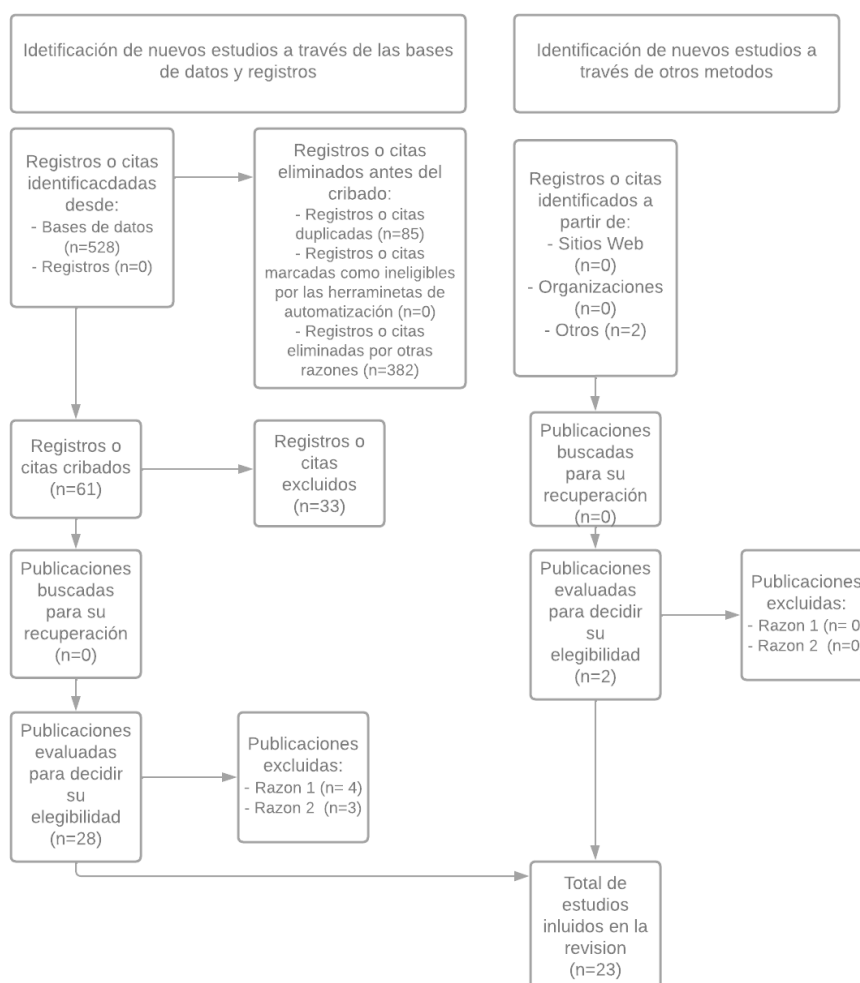 Idetificación de nuevos estudios a través de las bases
de datos y registros
Identificación de nuevos estudios a
través de otros metodos
Registros o citas
identificacdadas
desde:
- Bases de datos
(n=528)
- Registros (n=0)
Registros o citas
eliminados antes del
cribado:
- Registros o citas
duplicadas (n=85)
- Registros o citas
marcadas como ineligibles
por las herraminetas de
automatización (n=0)
- Registros o citas
eliminadas por otras
razones (n=382)
Registros o citas
identificados a
partir de:
- Sitios Web
(n=0)
- Organizaciones
(n=0)
- Otros (n=2)
Registros o
citas cribados
(n=61)
Registros o
citas
excluidos
(n=33)
Publicaciones
buscadas
para su
recuperación
(n=0)
Publicaciones
buscadas
para su
recuperación
(n=0)
Publicaciones
evaluadas
para decidir
su
elegibilidad
(n=2)
Publicaciones
excluidas:
- Razon 1 (n= 0
- Razon 2 (n=0
Publicaciones
evaluadas
para decidir
su
elegibilidad
(n=28)
Publicaciones
excluidas:
- Razon 1 (n= 4)
- Razon 2 (n=3)
Total de
estudios
inluidos en la
revision
(n=23)